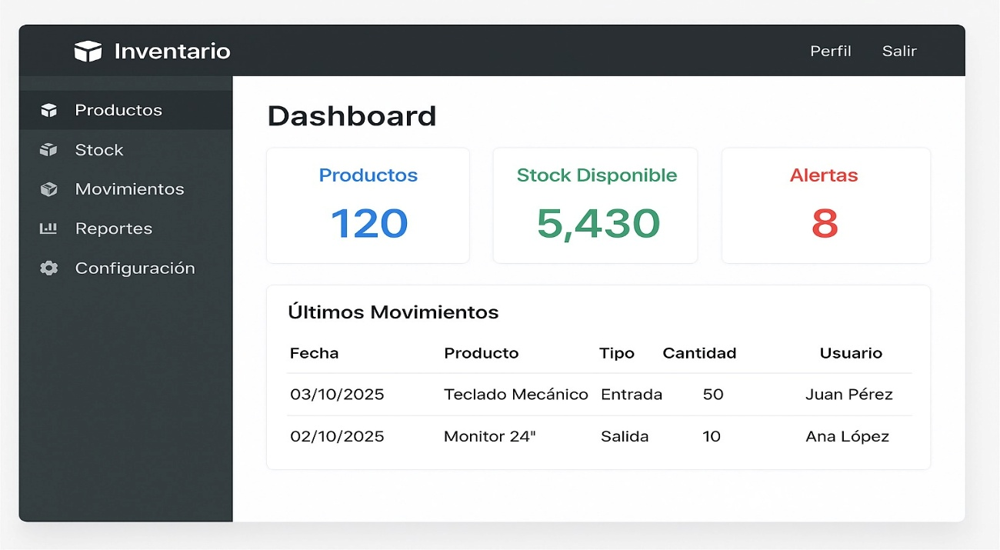 Inventario
Perfil Salir
Productos
Stock
Movimientos
Reportes
Configuración
Dashboard
Productos
120
Stock Disponible
5,430
Alertas
8
Últimos Movimientos
Fecha Producto Tipo Cantidad Usuario
03/10/2025 Teclado Mecánico Entrada 50 Juan Pérez
02/10/2025 Monitor 24" Salida 10 Ana López